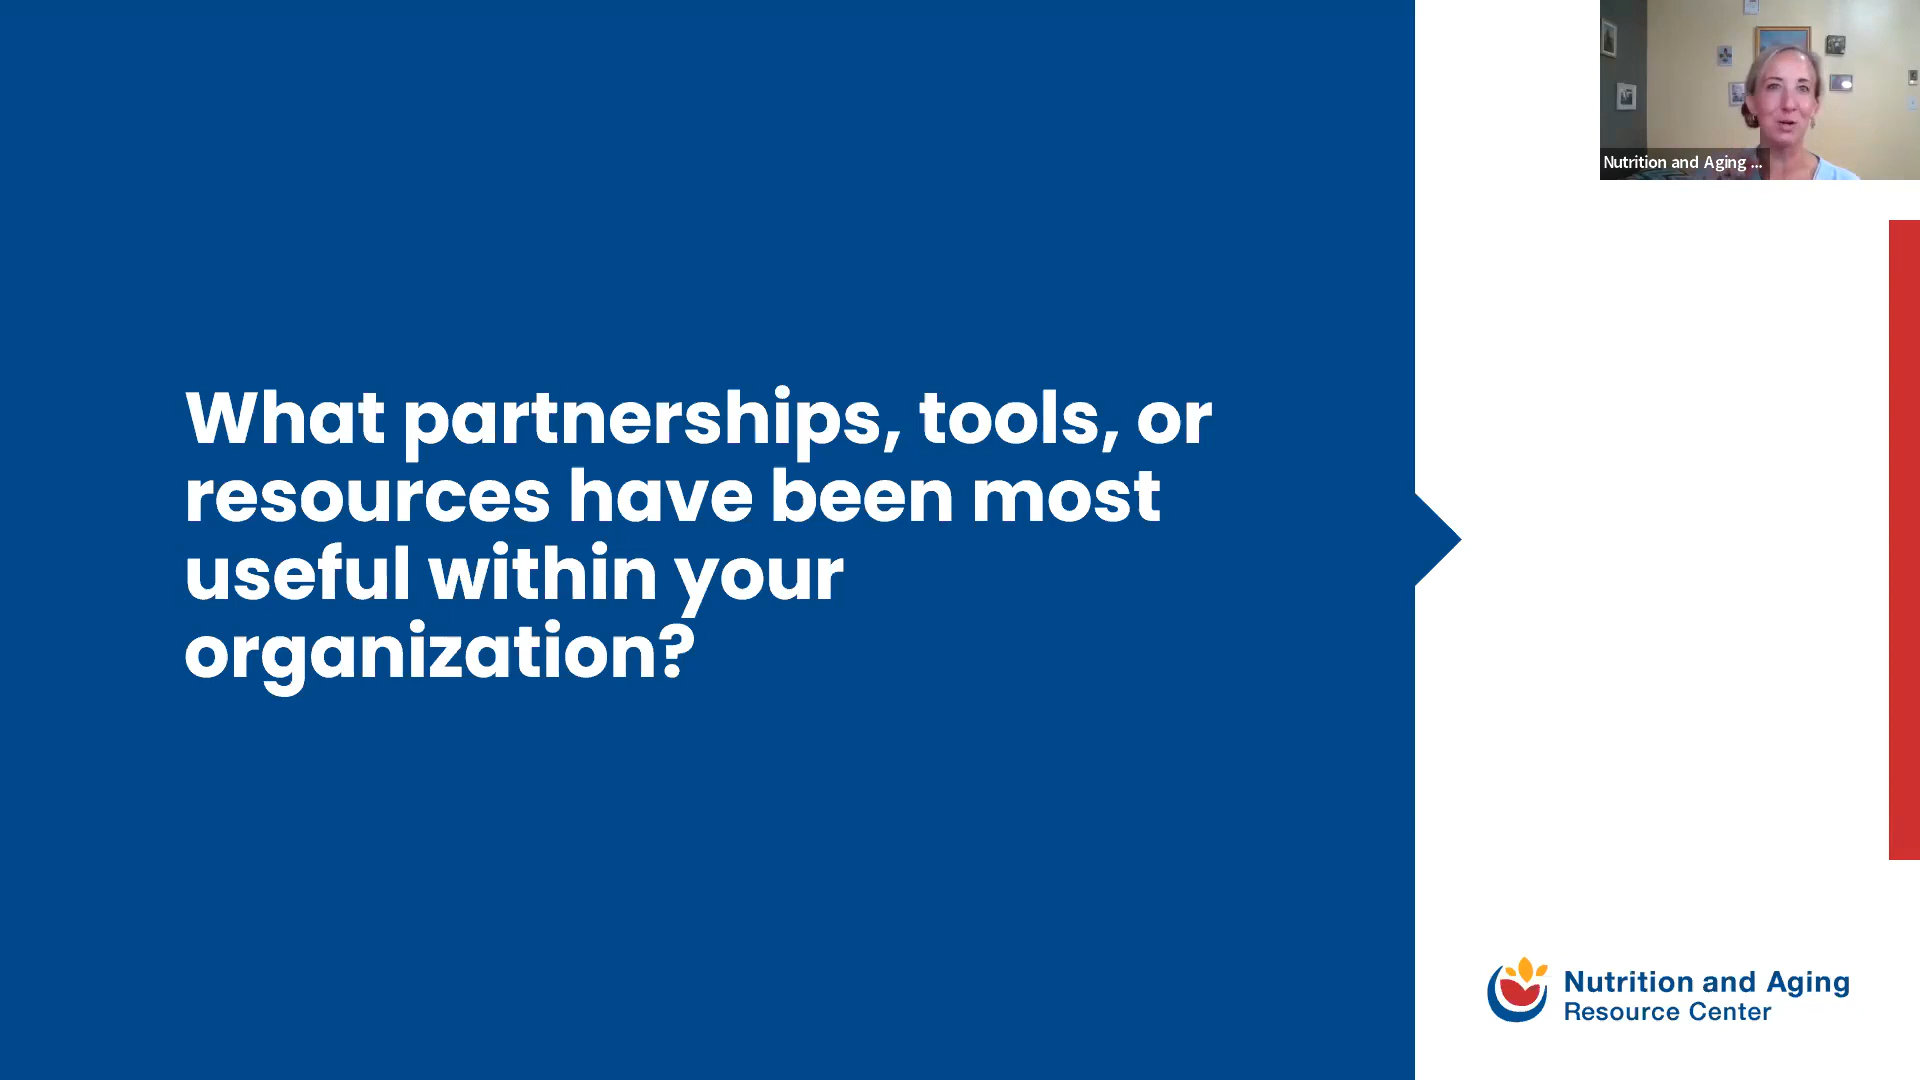 Nutrition and Aging ...
What partnerships, tools, or
resources have been most
useful within your
organization?
Nutrition and Aging
Resource Center